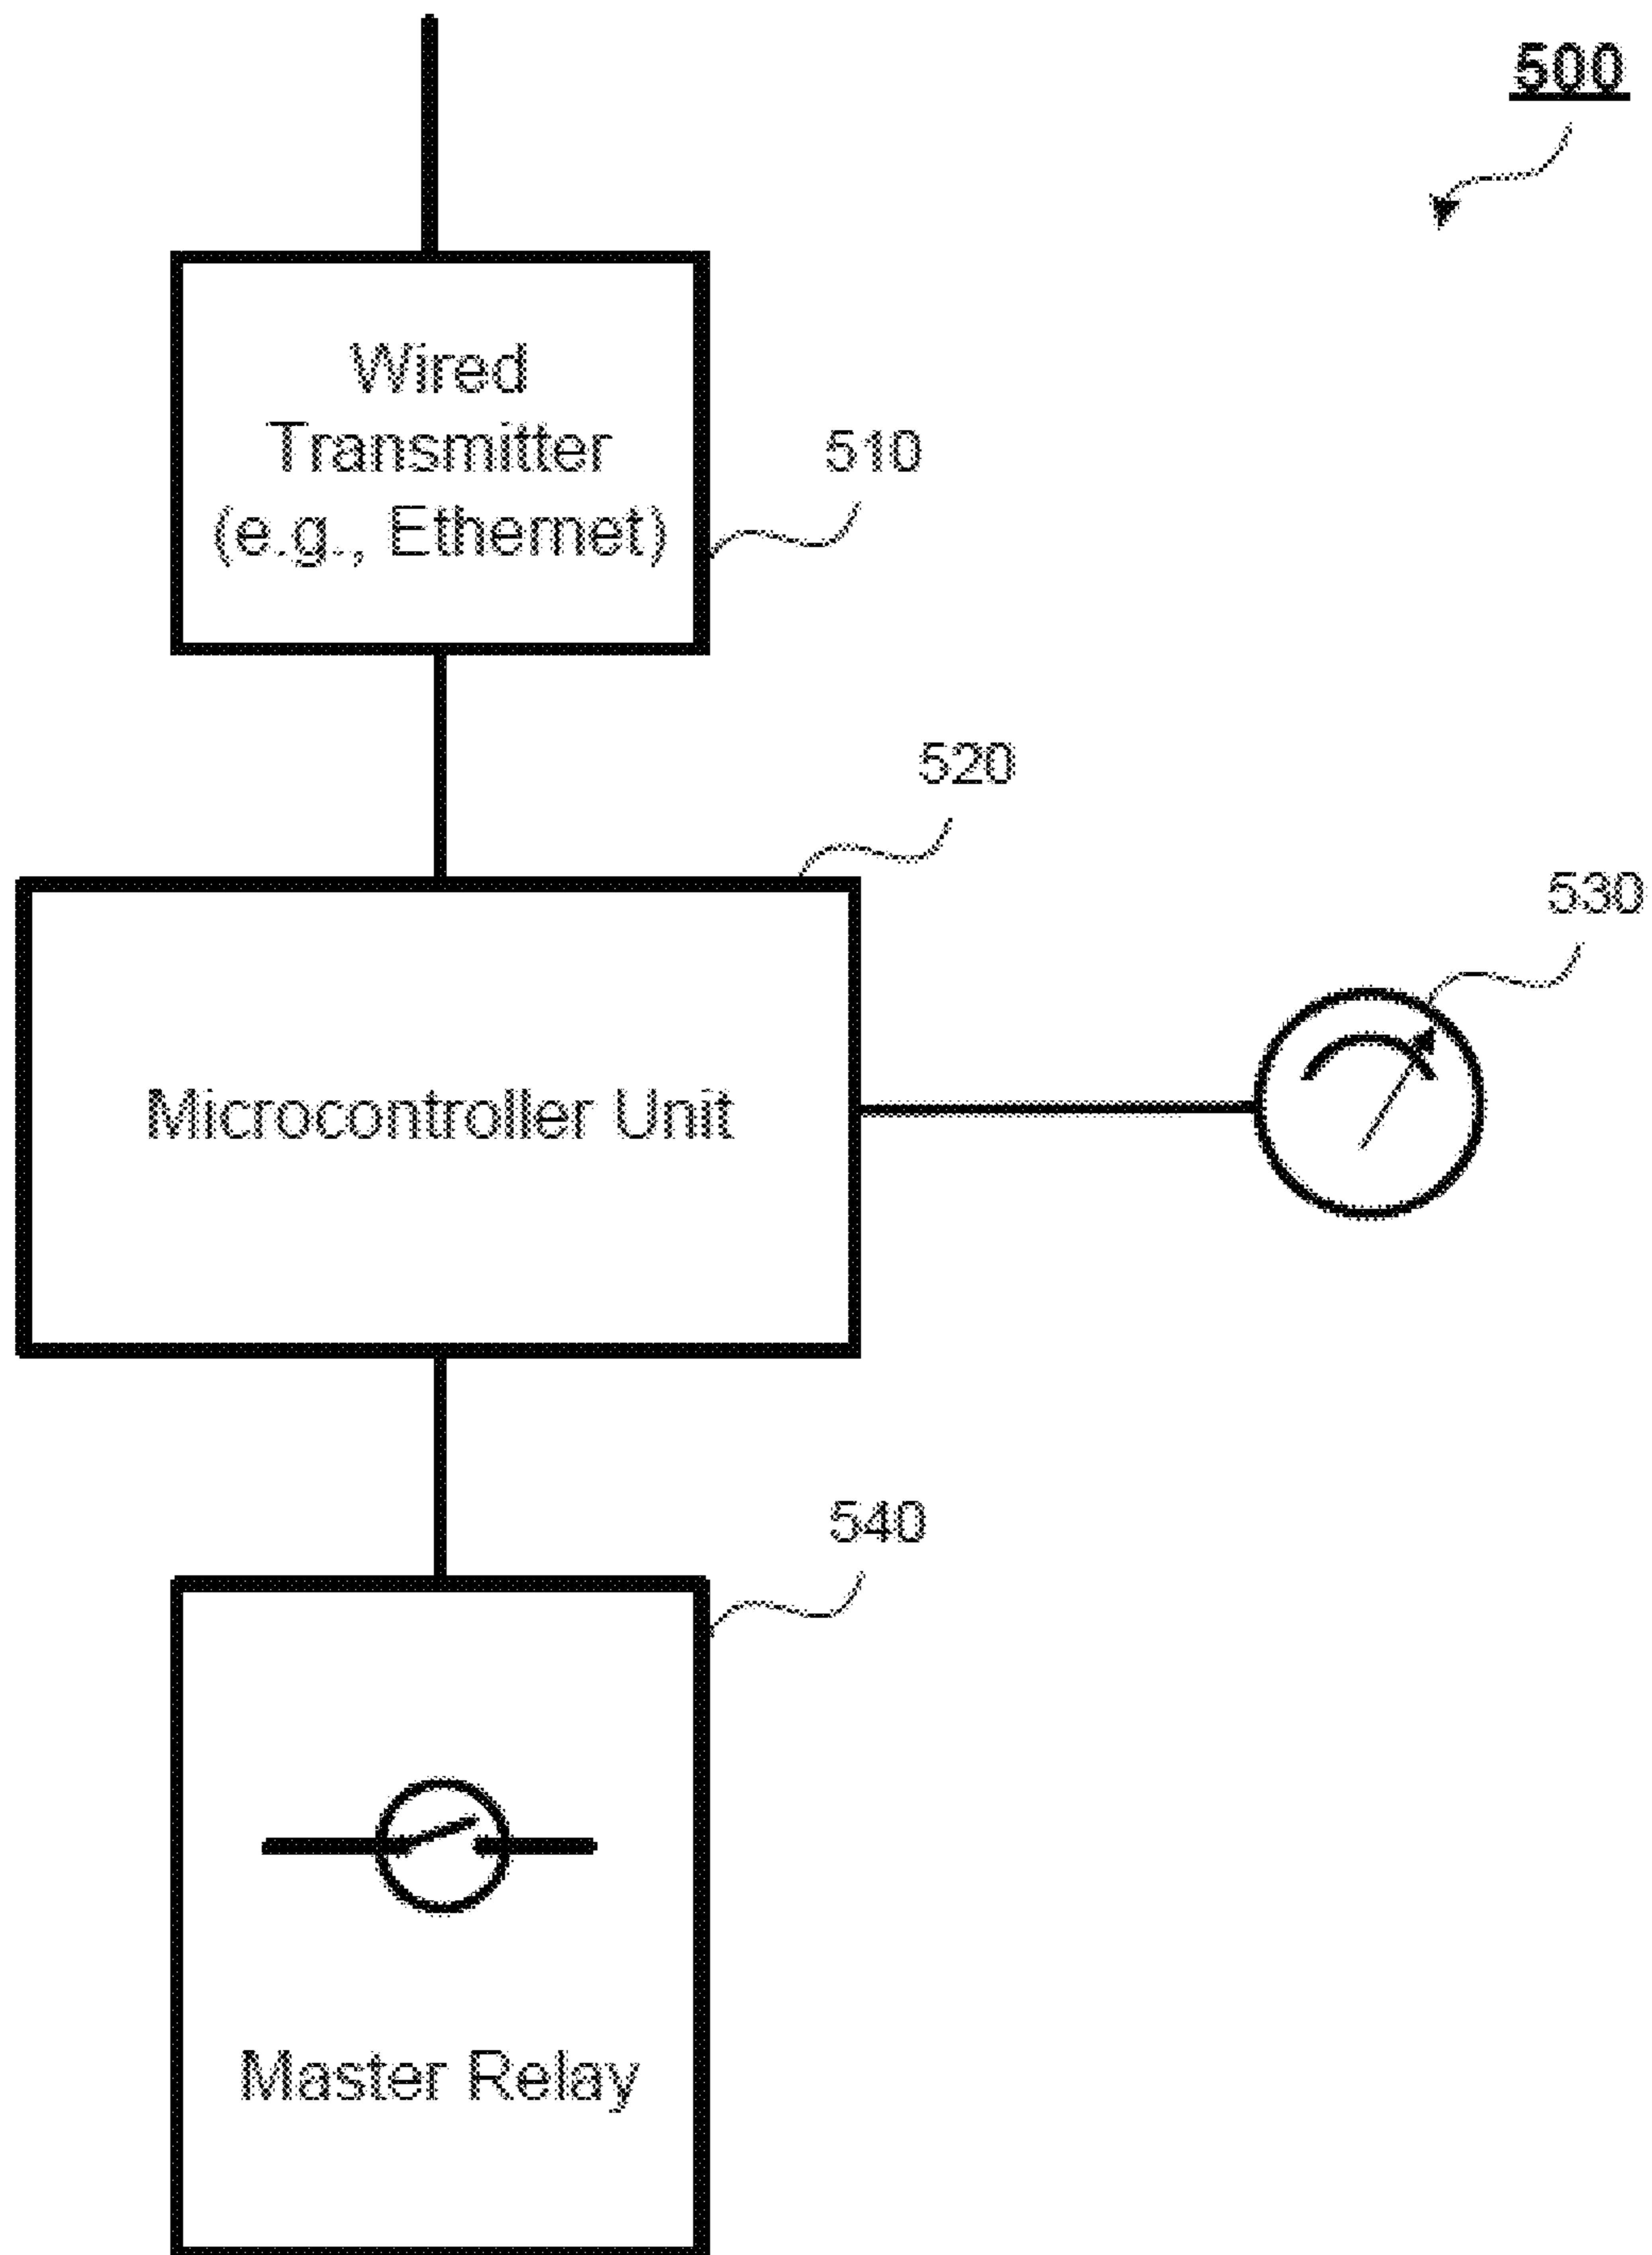 500
Wired
Transmitter
(e.g., Ethernet)
510
520
530
Microcontroller Unit
540
Master Relay